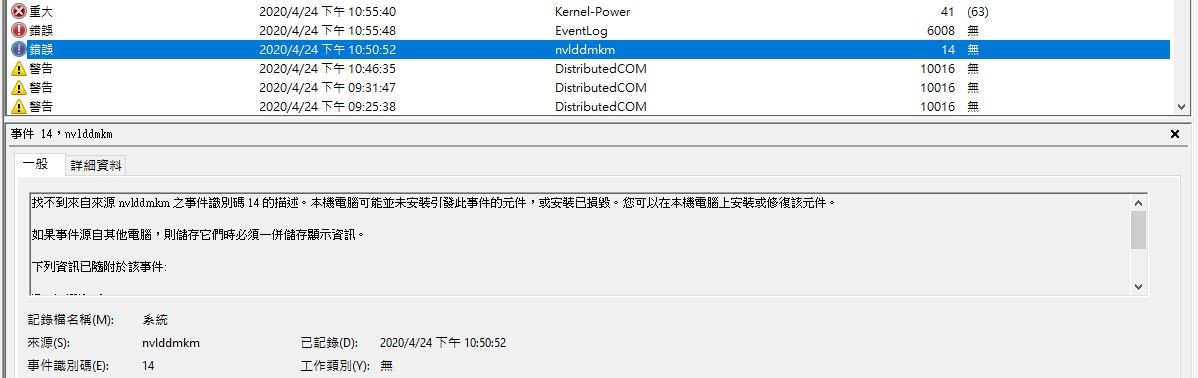 重大 2020/4/24 下午 10:55:40 Kernel-Power 41 (63)
錯誤 2020/4/24 下午 10:55:48 EventLog 6008 無
錯誤 2020/4/24 下午 10:50:52 nvlddmkm 14 無
警告 2020/4/24 下午 10:46:35 DistributedCOM 10016 無
警告 2020/4/24 下午 09:31:47 DistributedCOM 10016 無
警告 2020/4/24 下午 09:25:38 DistributedCOM 10016 無
事件 14，nvlddmkm
一般 詳細資料
找不到來自來源 nvlddmkm 之事件識別碼 14 的描述。本機電腦可能並未安裝引發此事件的元件，或安裝已損毀。您可以在本機電腦上安裝或修復該元件。
如果事件源自其他電腦，則儲存它們時必須一併儲存顯示資訊。
下列資訊已隨附於該事件:
記錄檔名稱(M): 系統
來源(S): nvlddmkm 已記錄(D): 2020/4/24 下午 10:50:52
事件識別碼(E): 14 工作類別(Y): 無